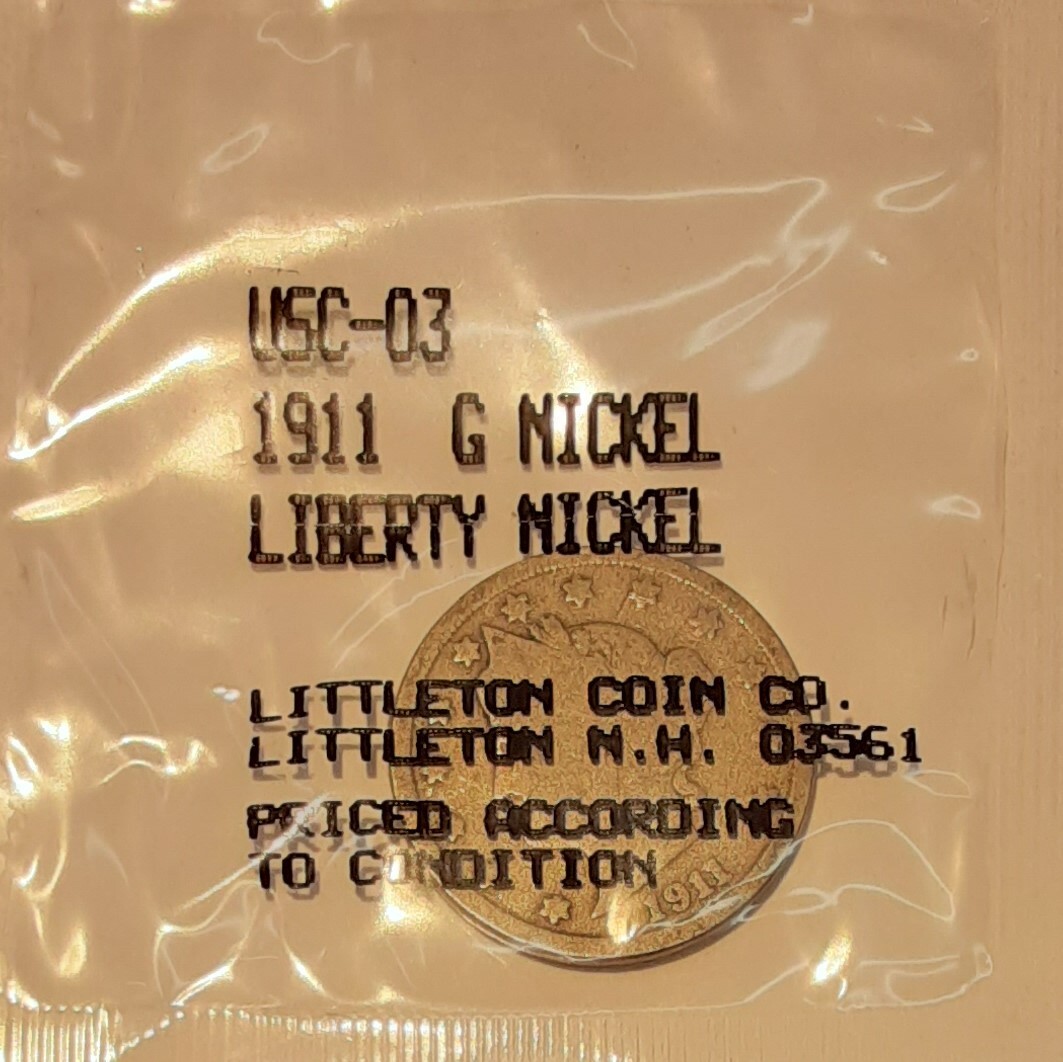 USC-03
1911 G NICKEL
LIBERTY NICKEL
LITTLETON COIN CO.
LITTLETON N.H. 03561
PRICED ACCORDING
TO CONDITION
1911